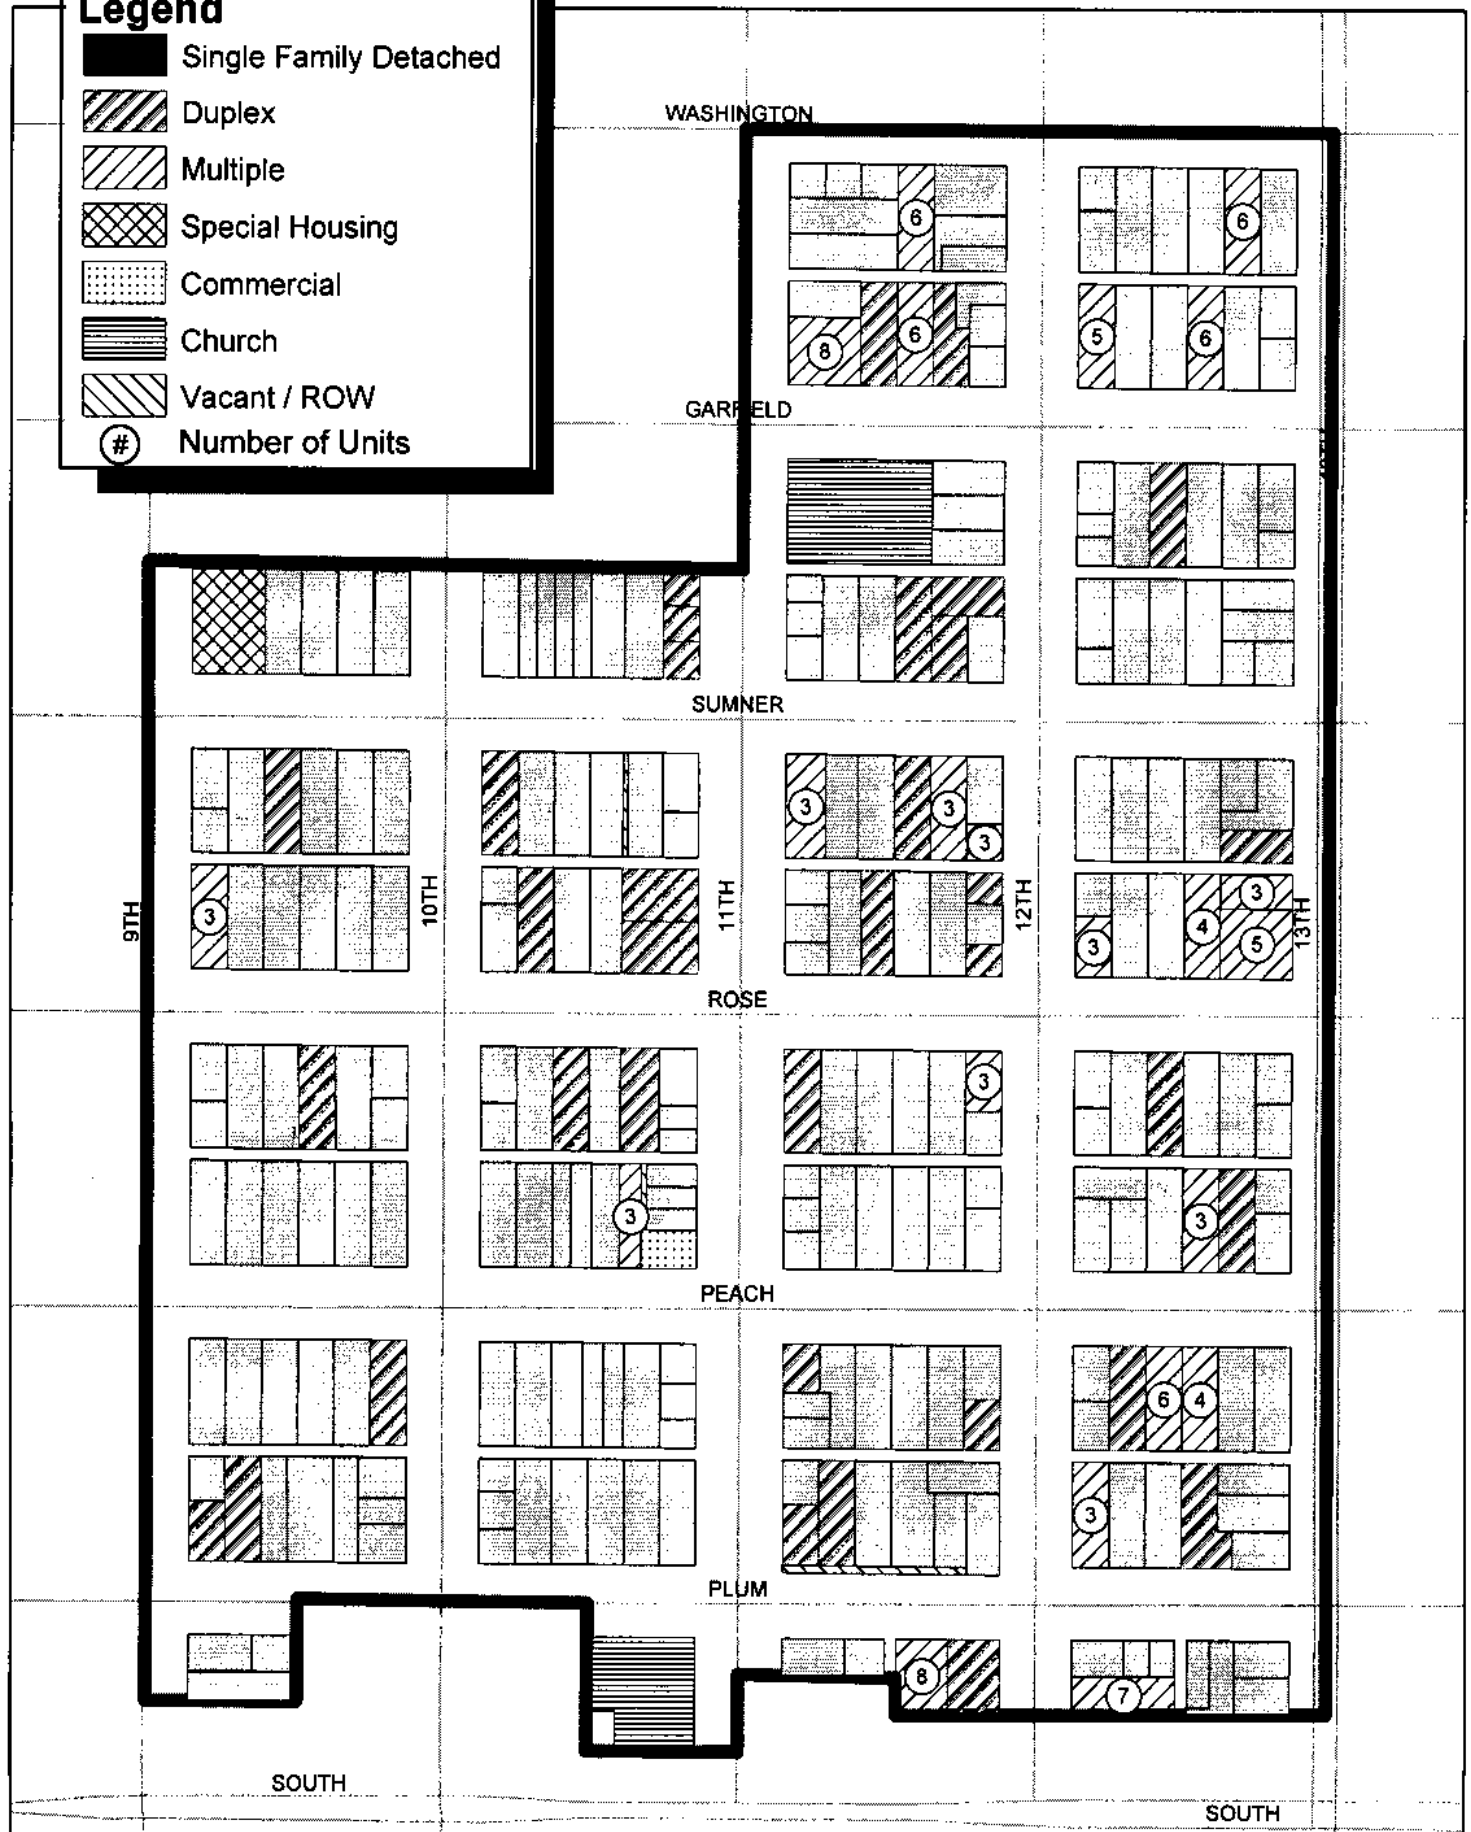 Legend
Single Family Detached
Duplex
Multiple
Special Housing
Commercial
Church
Vacant / ROW
# Number of Units
WASHINGTON
6
6
8
6
5
6
GARFIELD
SUMNER
3
3
3
3
3
4
3
5
9TH
10TH
11TH
12TH
13TH
ROSE
3
3
3
PEACH
6
4
3
PLUM
8
7
SOUTH
SOUTH